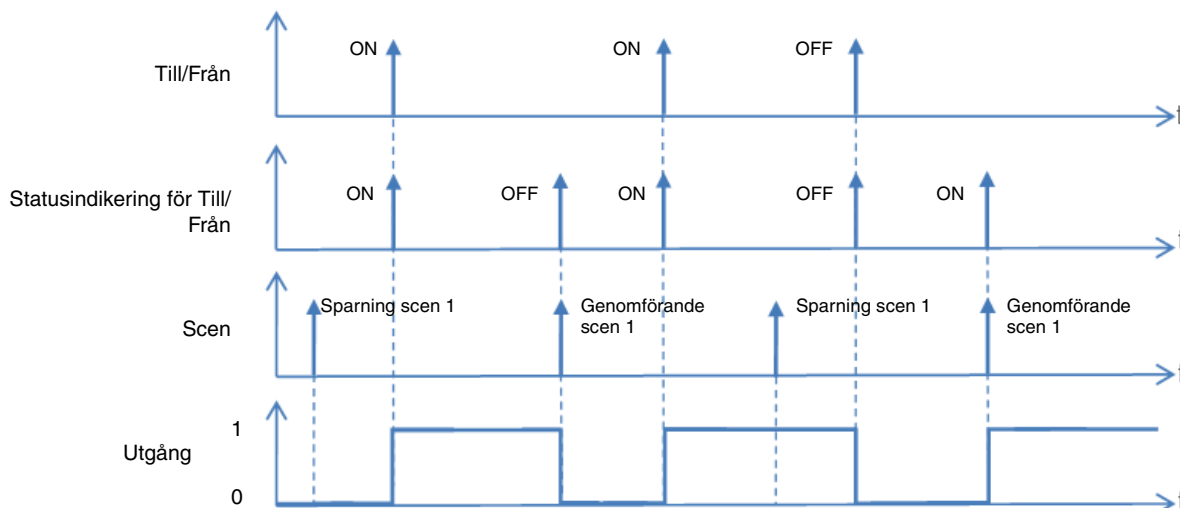 ON ON OFF
Till/Från
t
Statusindikering för Till/
Från
ON OFF ON OFF ON
t
Scen
Sparning scen 1 Genomförande Sparning scen 1 Genomförande
scen 1 scen 1
t
1
Utgång
0
t